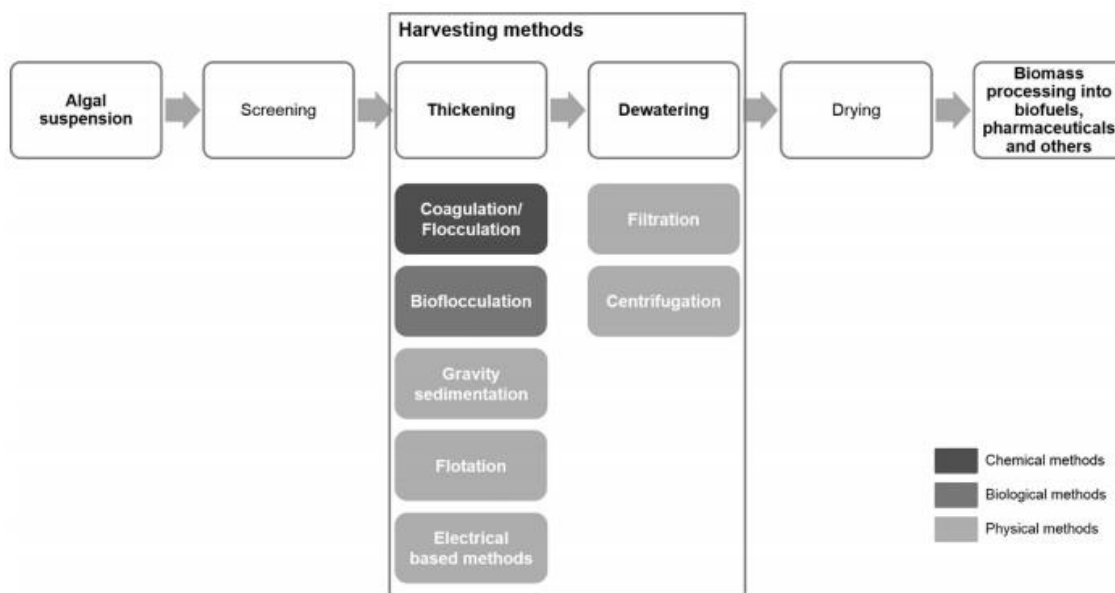 Harvesting methods
Algal
suspension
Screening
Thickening
Dewatering
Drying
Biomass
processing into
biofuels,
pharmaceuticals
and others
Coagulation/
Flocculation
Filtration
Bioflocculation
Centrifugation
Gravity
sedimentation
Flotation
Electrical
based methods
Chemical methods
Biological methods
Physical methods